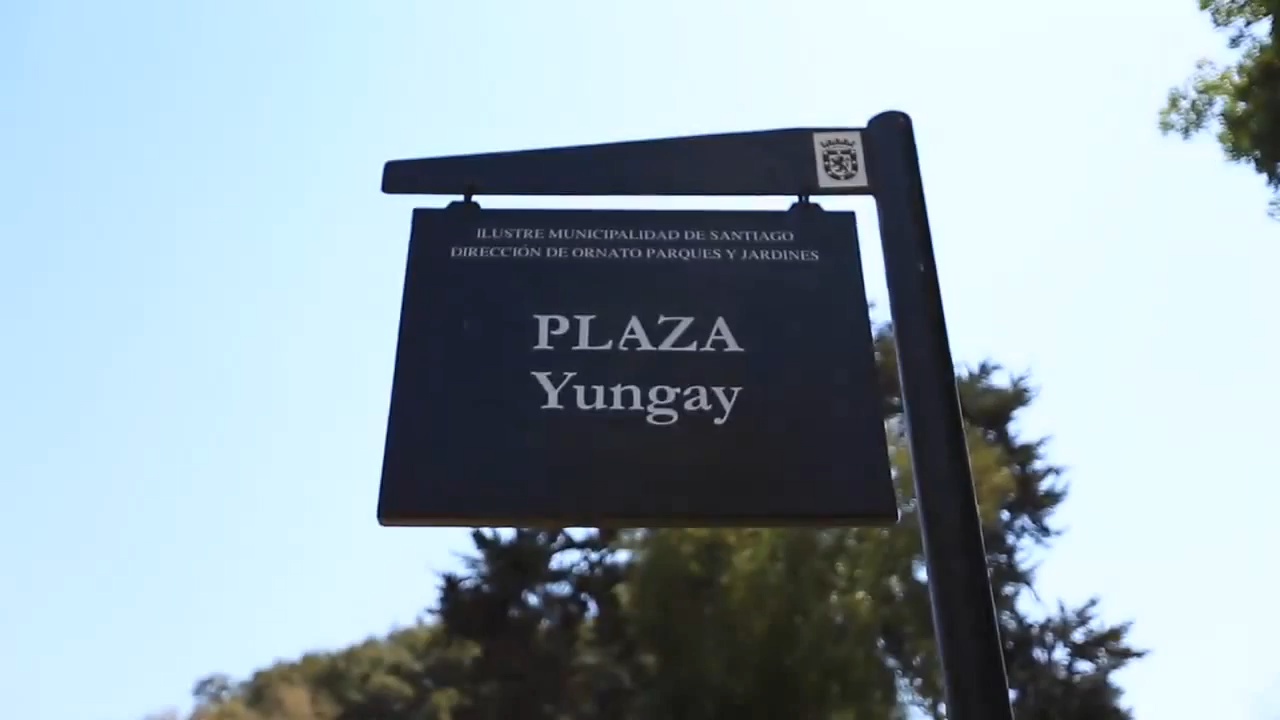 ILUSTRE MUNICIPALIDAD DE SANTIAGO
DIRECCIÓN DE ORNATO PARQUES Y JARDINES
PLAZA
Yungay